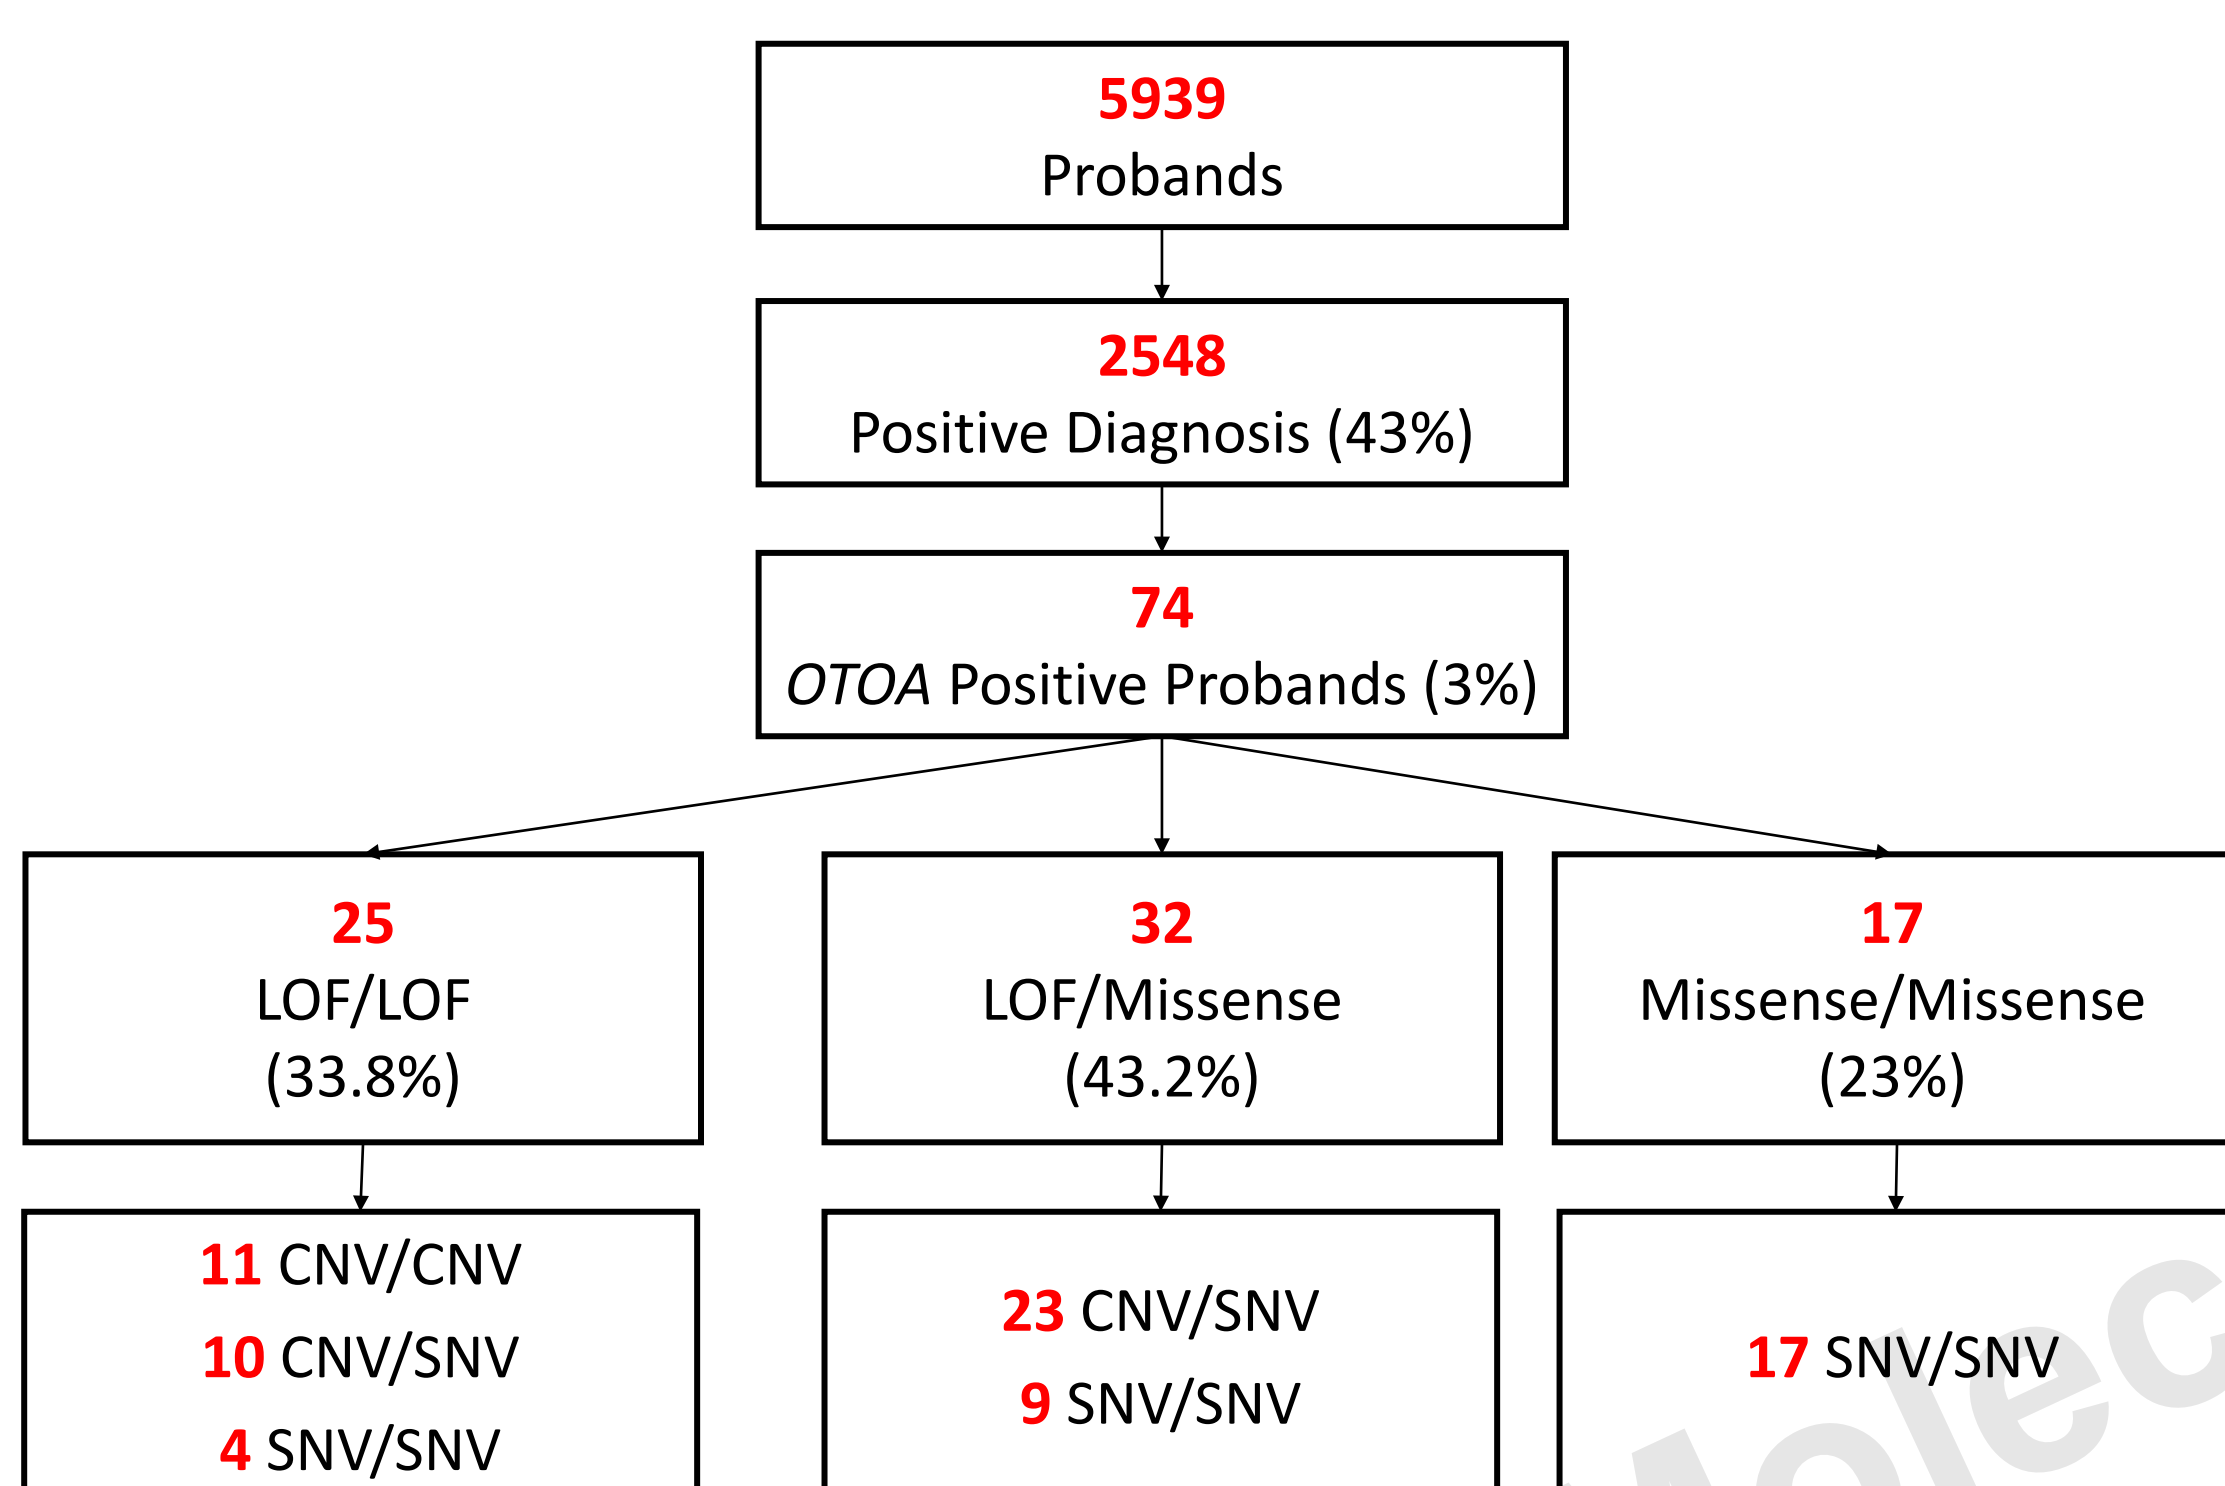 5939
Probands
2548
Positive Diagnosis (43%)
74
OTOA Positive Probands (3%)
25
LOF/LOF
(33.8%)
32
LOF/Missense
(43.2%)
17
Missense/Missense
(23%)
11 CNV/CNV
10 CNV/SNV
4 SNV/SNV
23 CNV/SNV
9 SNV/SNV
17 SNV/SNV